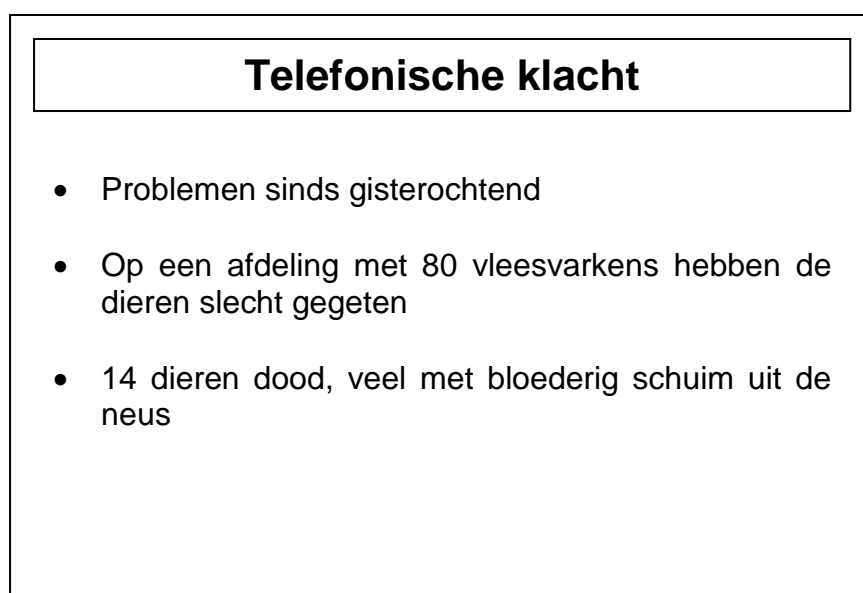 Telefonische klacht
• Problemen sinds gisterochtend
• Op een afdeling met 80 vleesvarkens hebben de
dieren slecht gegeten
• 14 dieren dood, veel met bloederig schuim uit de
neus